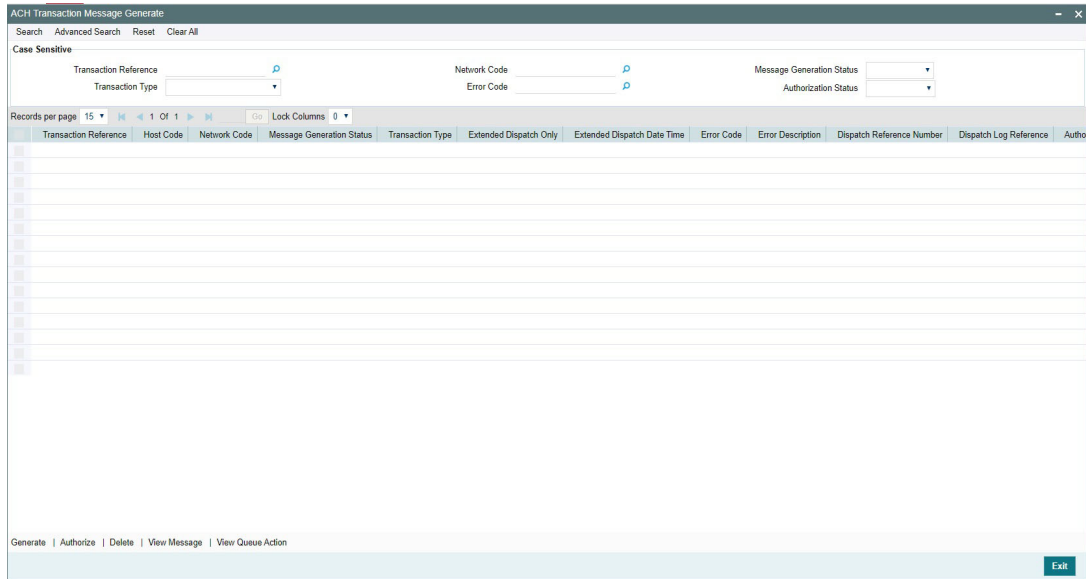 ACH Transaction Message Generate
Search Advanced Search Reset Clear All
Case Sensitive
Transaction Reference Network Code Message Generation Status
Transaction Type Error Code Authorization Status
Records per page 15 1 Of 1 Go Lock Columns 0
Transaction Reference Host Code Network Code Message Generation Status Transaction Type Extended Dispatch Only Extended Dispatch Date Time Error Code Error Description Dispatch Reference Number Dispatch Log Reference Autho
Generate | Authorize | Delete | View Message | View Queue Action
Exit